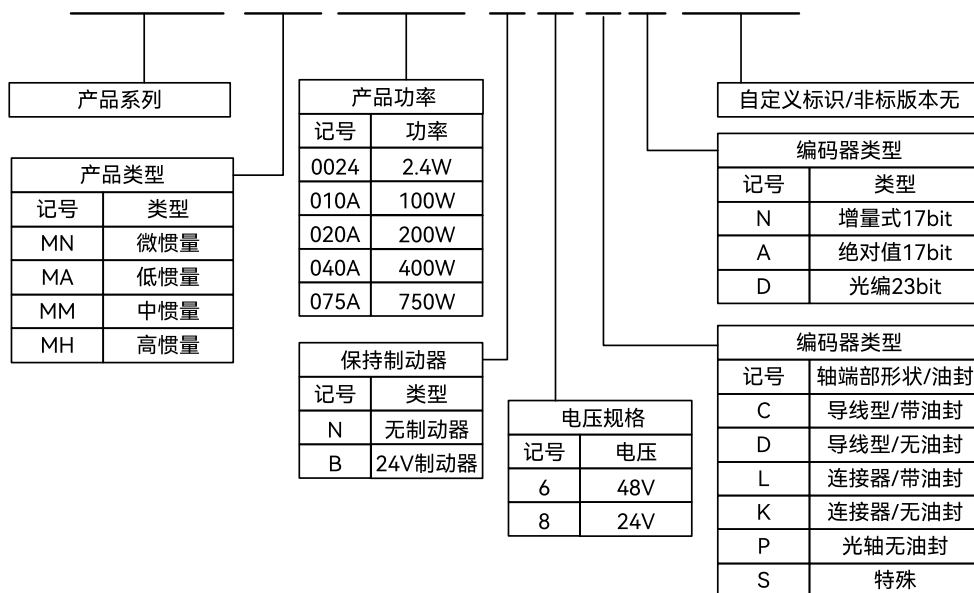 产品系列
产品类型
记号 类型
MN 微惯量
MA 低惯量
MM 中惯量
MH 高惯量
产品功率
记号 功率
0024 2.4W
010A 100W
020A 200W
040A 400W
075A 750W
保持制动器
记号 类型
N 无制动器
B 24V制动器
电压规格
记号 电压
6 48V
8 24V
自定义标识/非标版本无
编码器类型
记号 类型
N 增量式17bit
A 绝对值17bit
D 光编23bit
编码器类型
记号 轴端部形状/油封
C 导线型/带油封
D 导线型/无油封
L 连接器/带油封
K 连接器/无油封
P 光轴无油封
S 特殊